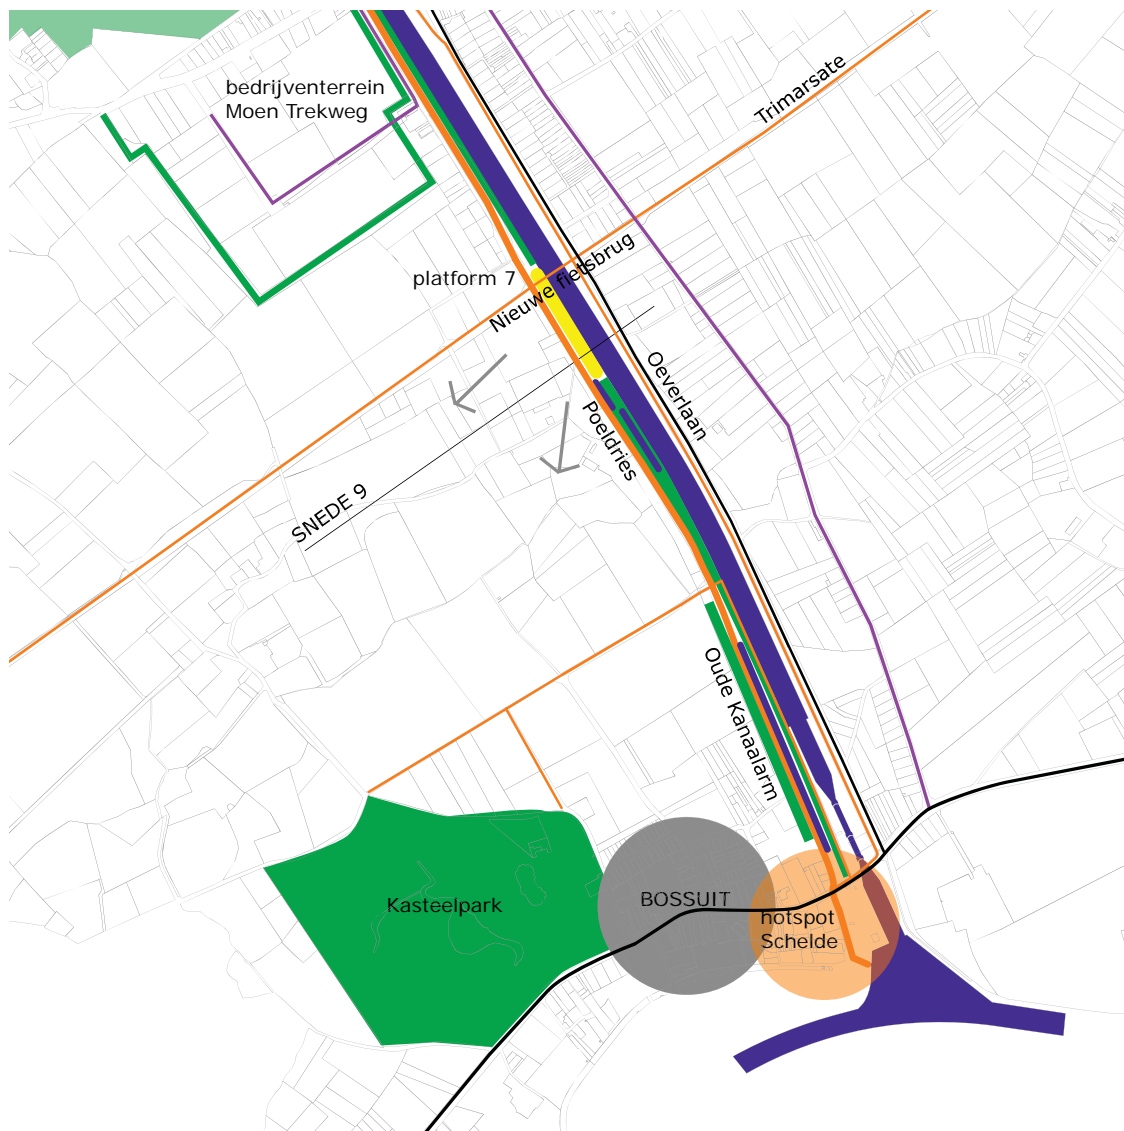 bedrijventerrein
Moen Trekweg
Trimarsate
platform 7
Nieuwe fietsbrug
Oeverlaan
Poeldries
SNEDE 9
Oude Kanaalarm
Kasteelpark
BOSSUIT
hotspot
Schelde